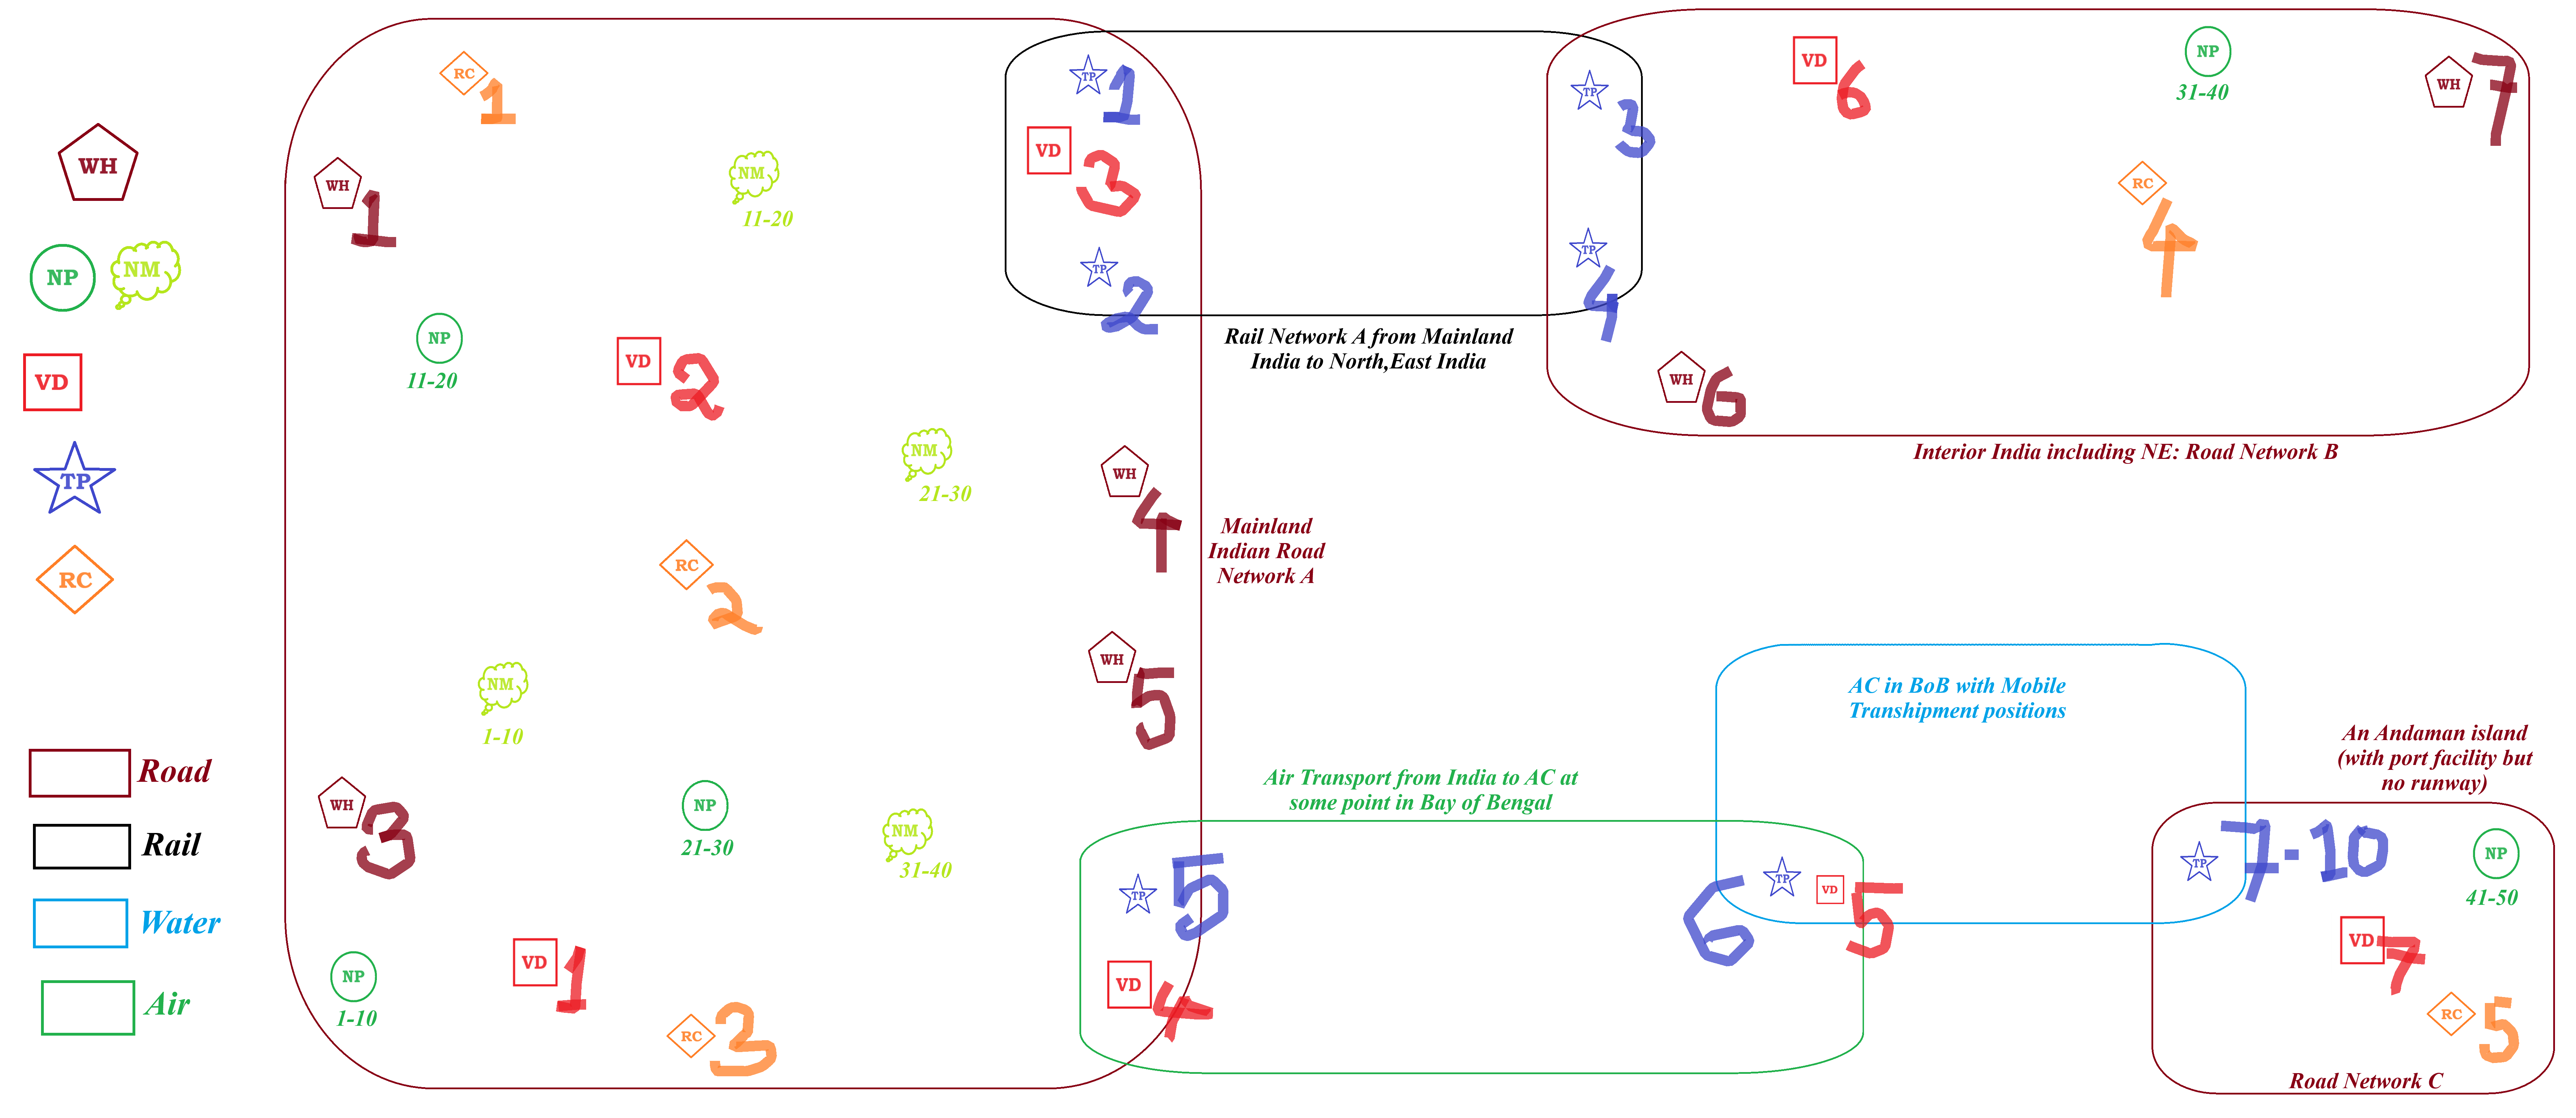 WH
NP
NM
VD
TP
RC
Road
Rail
Water
Air
RC
1
WH
1
NM
11-20
NP
11-20
VD
2
NM
21-30
RC
2
NM
1-10
WH
3
NP
21-30
NM
31-40
NP
1-10
VD
1
RC
3
TP
1
VD
3
TP
2
WH
4
WH
5
TP
5
VD
4
Mainland
Indian Road
Network A
Rail Network A from Mainland
India to North,East India
TP
3
TP
4
WH
6
VD
6
NP
31-40
WH
7
RC
4
Interior India including NE: Road Network B
Air Transport from India to AC at
some point in Bay of Bengal
AC in BoB with Mobile
Transhipment positions
TP
6
VD
5
An Andaman island
(with port facility but
no runway)
TP
7-10
NP
41-50
VD
7
RC
5
Road Network C